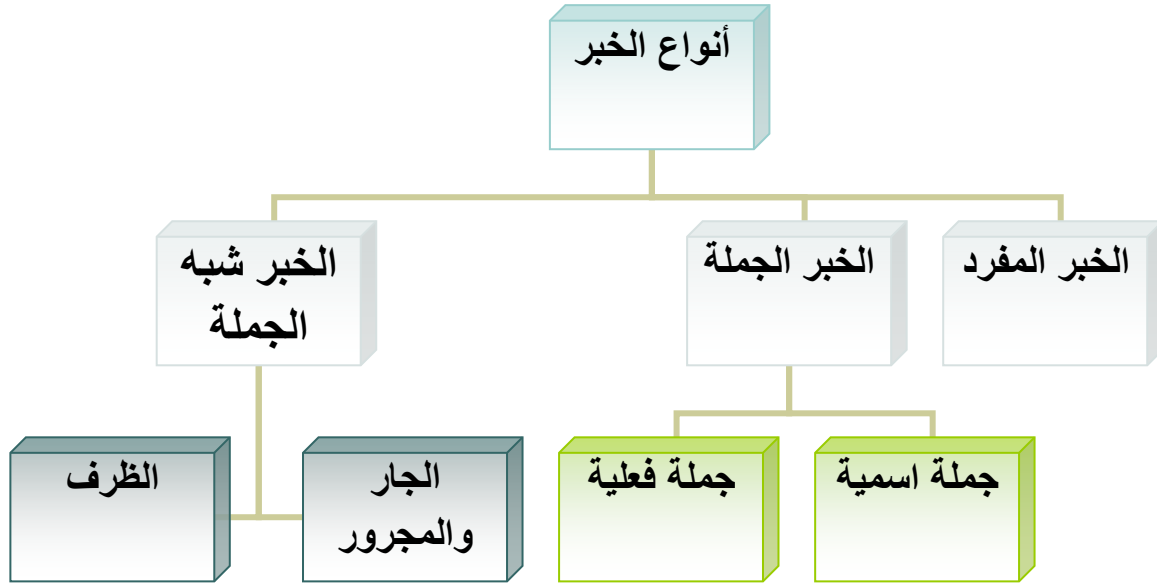 أنواع الخبر
الخبر المفرد
الخبر الجملة
الخبر شبه
الجملة
جملة اسمية
جملة فعلية
الجار
والمجرور
الظرف